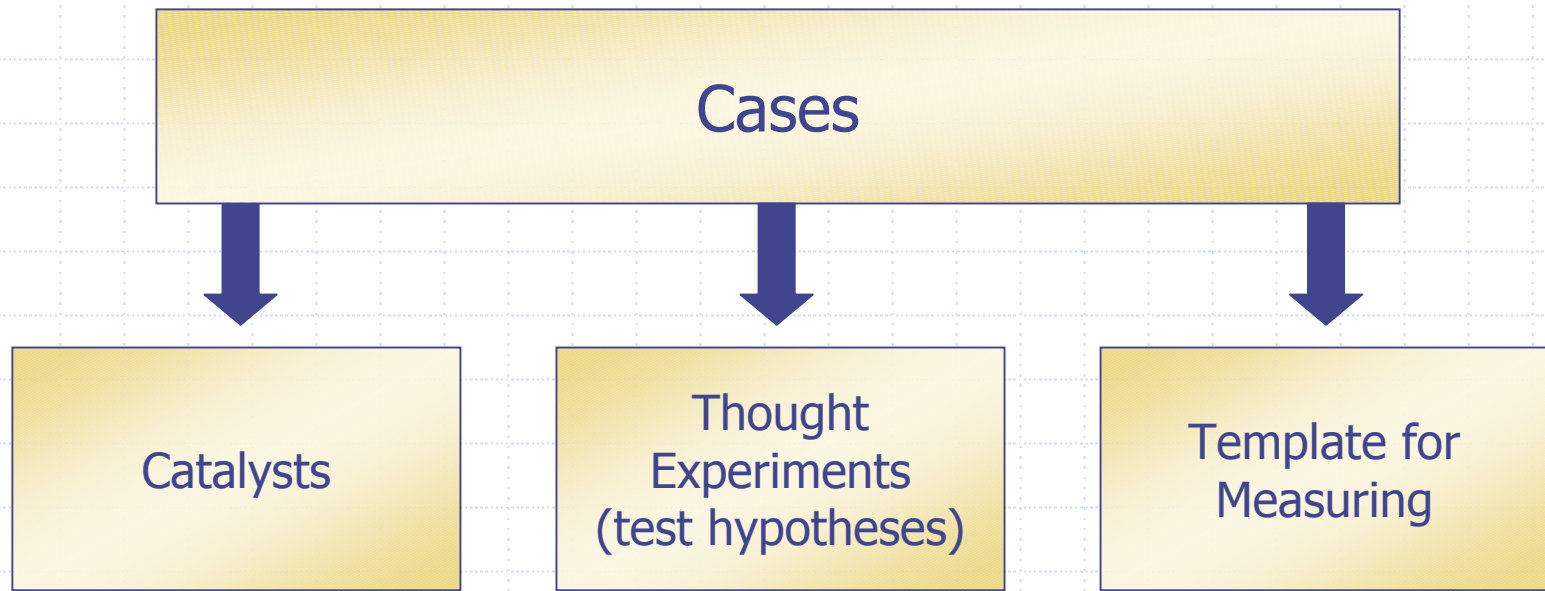 Cases
Catalysts
Thought
Experiments
(test hypotheses)
Template for
Measuring